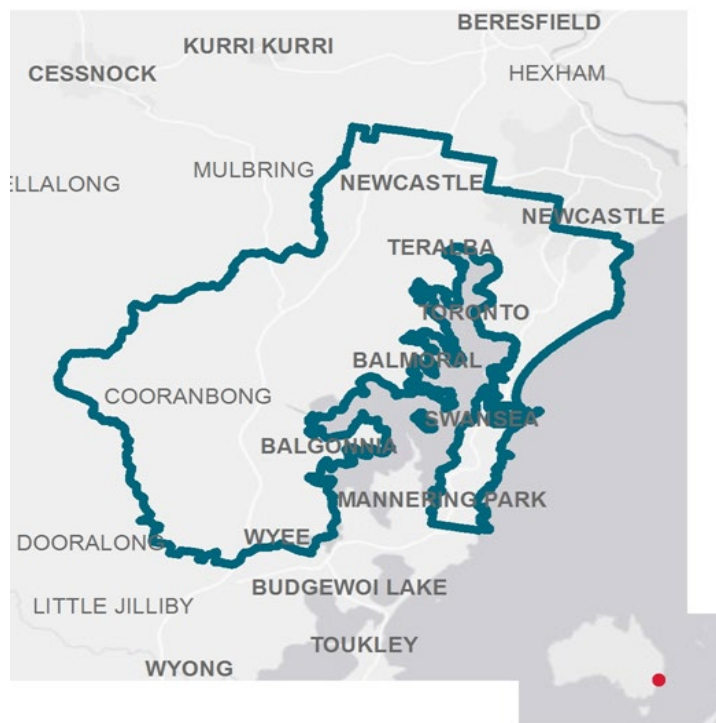 BERESFIELD
KURRI KURRI
CESSNOCK
HEXHAM
MULBRING
ELLALONG
NEWCASTLE
NEWCASTLE
TERALBA
TORONTO
BALMORAL
COORANBONG
SWANSEA
BALGONNIA
MANNERING PARK
WYEE
DOORALONG
BUDGEWOI LAKE
LITTLE JILLIBY
TOUKLEY
WYONG